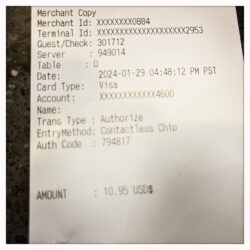 Merchant Copy
Merchant Id: XXXXXXXX0BB4
Terminal Id: XXXXXXXXXXXXXXXXXXXX2953
Guest/Check: 301712
Server : 949014
Table : 0
Date: 2024-01-29 04:48:12 PM PST
Card Type: Visa
Account: XXXXXXXXXXXX4600
Name:
Trans Type : Authorize
EntryMethod: Contactless Chip
Auth Code : 794817
AMOUNT : 10.95 USD$